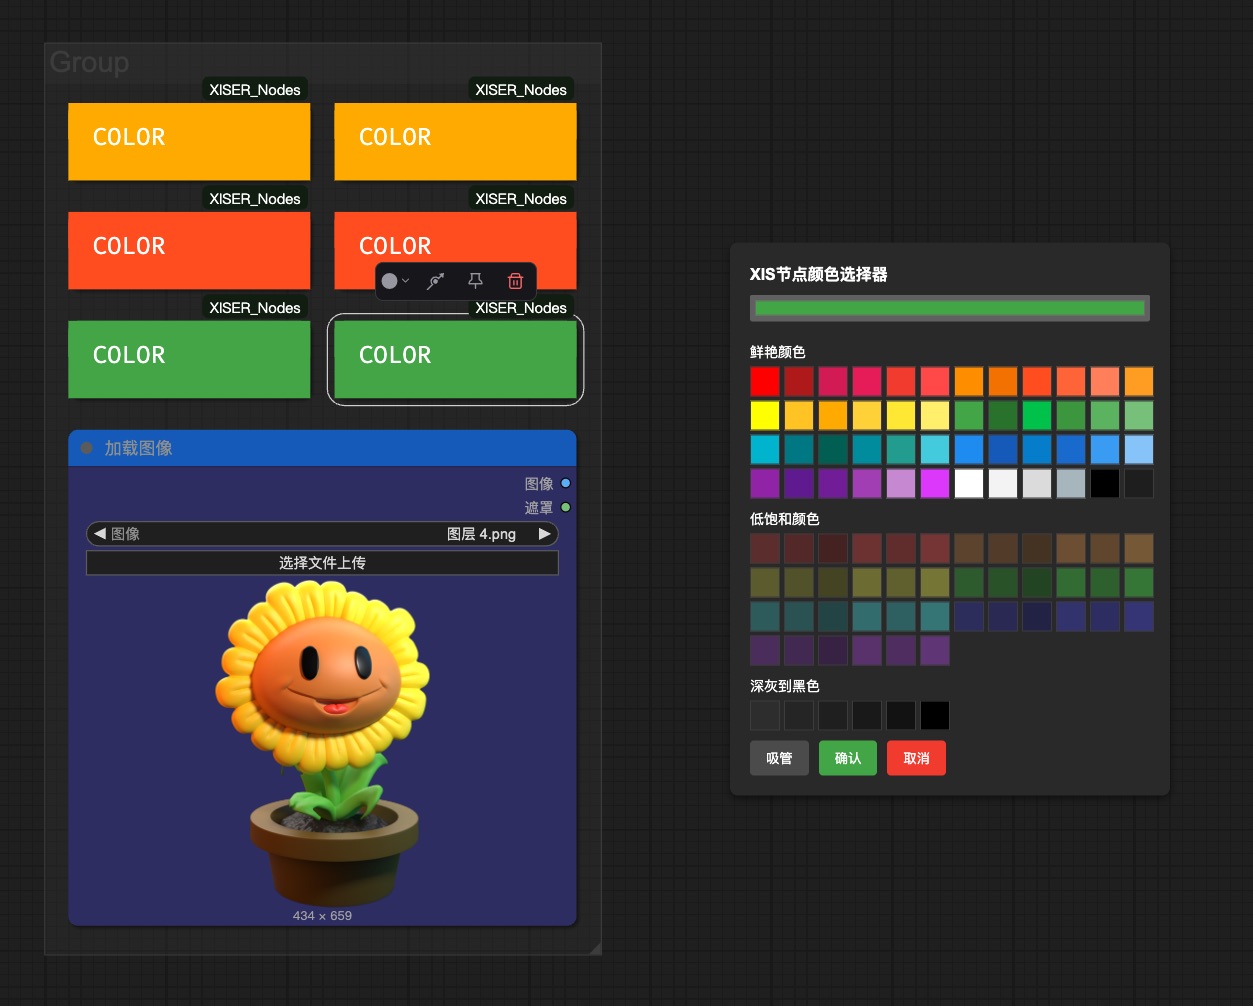 Group
XISER_Nodes
XISER_Nodes
COLOR
COLOR
XISER_Nodes
XISER_Nodes
COLOR
COLOR
XISER_Nodes
XISER_Nodes
COLOR
COLOR
加载图像
图像
遮罩
图像
图层 4.png
选择文件上传
434 × 659
XIS节点颜色选择器
鲜艳颜色
低饱和颜色
深灰到黑色
吸管
确认
取消